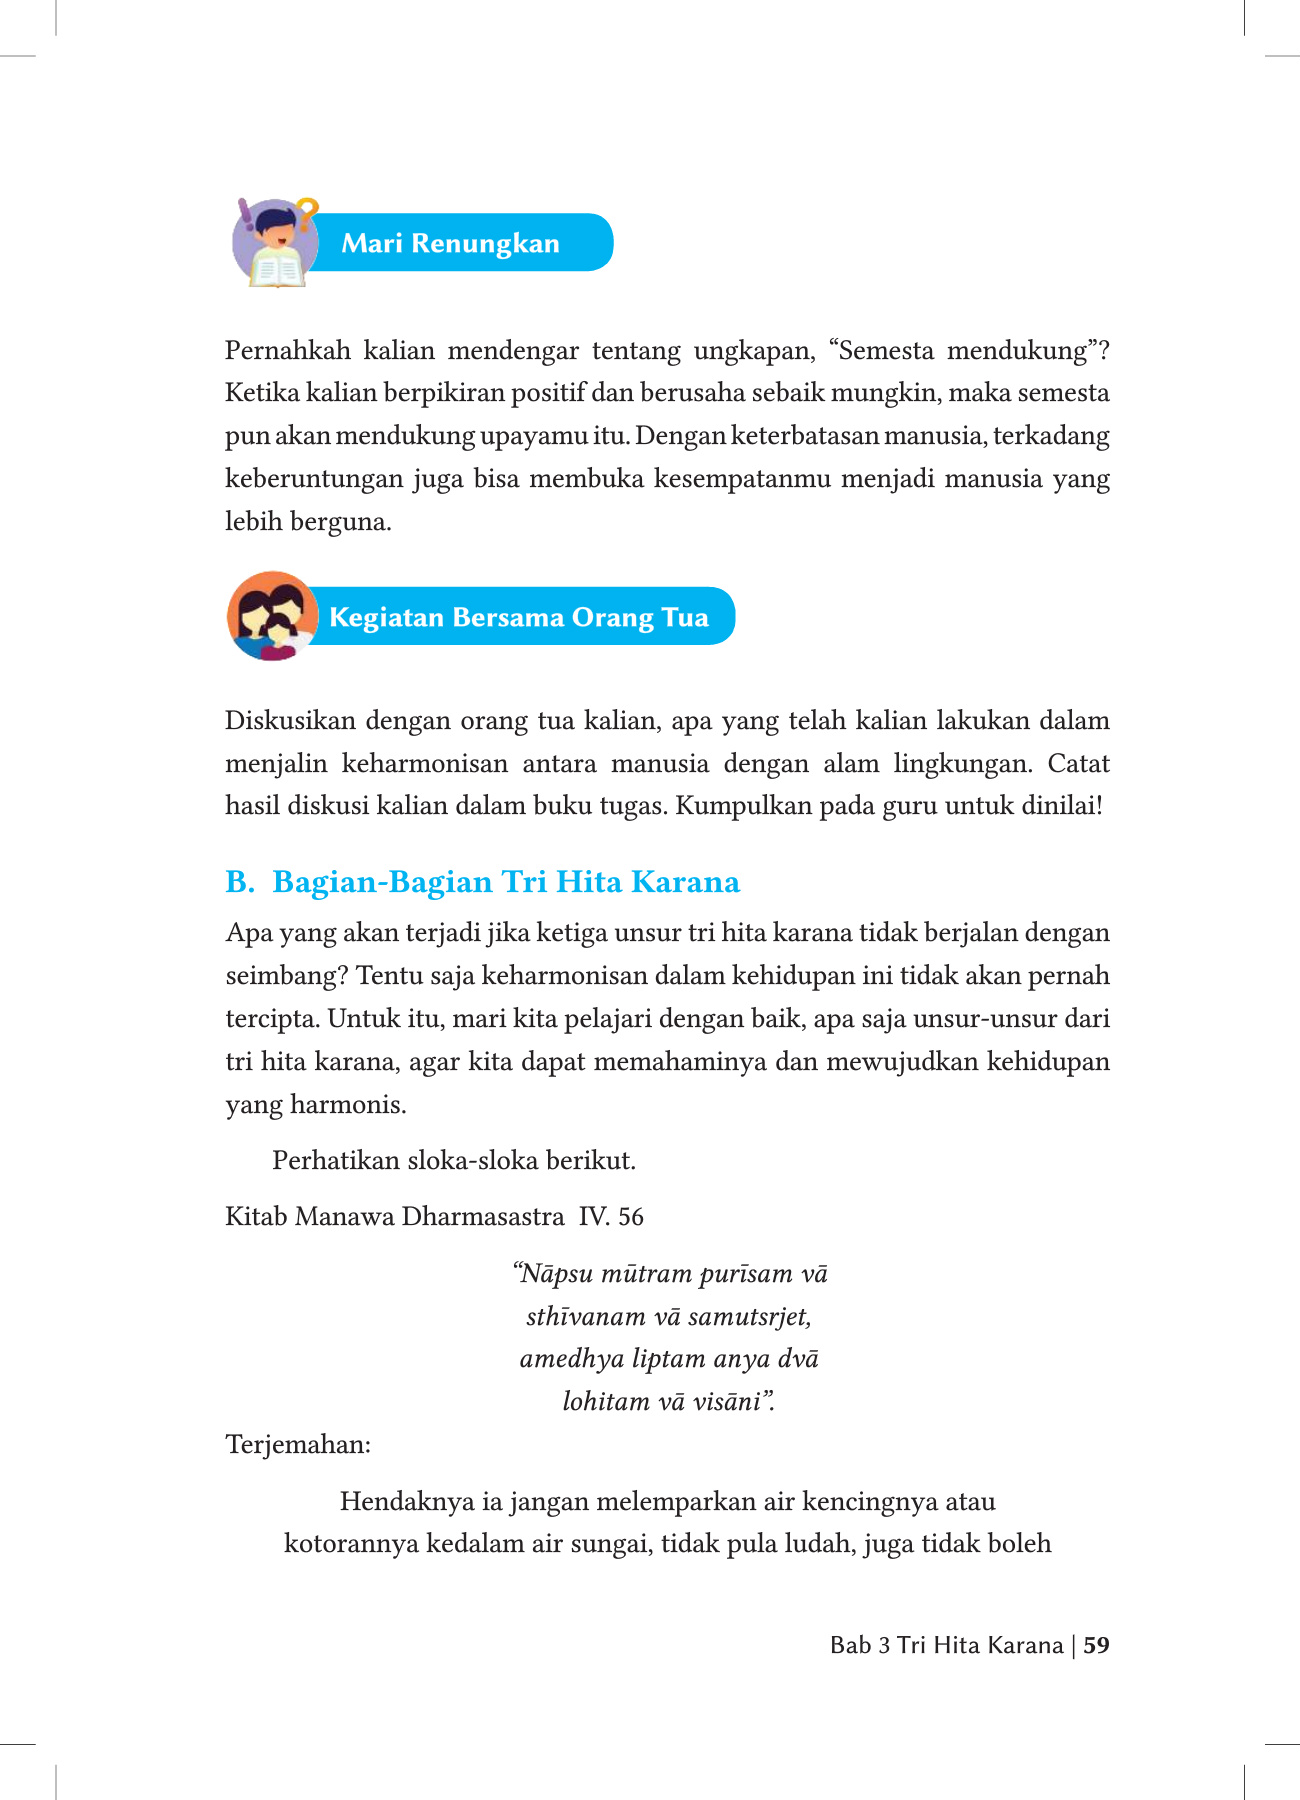 Mari Renungkan
Pernahkah kalian mendengar tentang ungkapan, “Semesta mendukung”?
Ketika kalian berpikiran positif dan berusaha sebaik mungkin, maka semesta
pun akan mendukung upayamu itu. Dengan keterbatasan manusia, terkadang
keberuntungan juga bisa membuka kesempatanmu menjadi manusia yang
lebih berguna.
Kegiatan Bersama Orang Tua
Diskusikan dengan orang tua kalian, apa yang telah kalian lakukan dalam
menjalin keharmonisan antara manusia dengan alam lingkungan. Catat
hasil diskusi kalian dalam buku tugas. Kumpulkan pada guru untuk dinilai!
B. Bagian-Bagian Tri Hita Karana
Apa yang akan terjadi jika ketiga unsur tri hita karana tidak berjalan dengan
seimbang? Tentu saja keharmonisan dalam kehidupan ini tidak akan pernah
tercipta. Untuk itu, mari kita pelajari dengan baik, apa saja unsur-unsur dari
tri hita karana, agar kita dapat memahaminya dan mewujudkan kehidupan
yang harmonis.
Perhatikan sloka-sloka berikut.
Kitab Manawa Dharmasastra IV. 56
“Nāpsu mūtram purīsam vā
sthīvanam vā samutsrjet,
amedhya liptam anya dvā
lohitam vā visāni”.
Terjemahan:
Hendaknya ia jangan melemparkan air kencingnya atau
kotorannya kedalam air sungai, tidak pula ludah, juga tidak boleh
Bab 3 Tri Hita Karana | 59